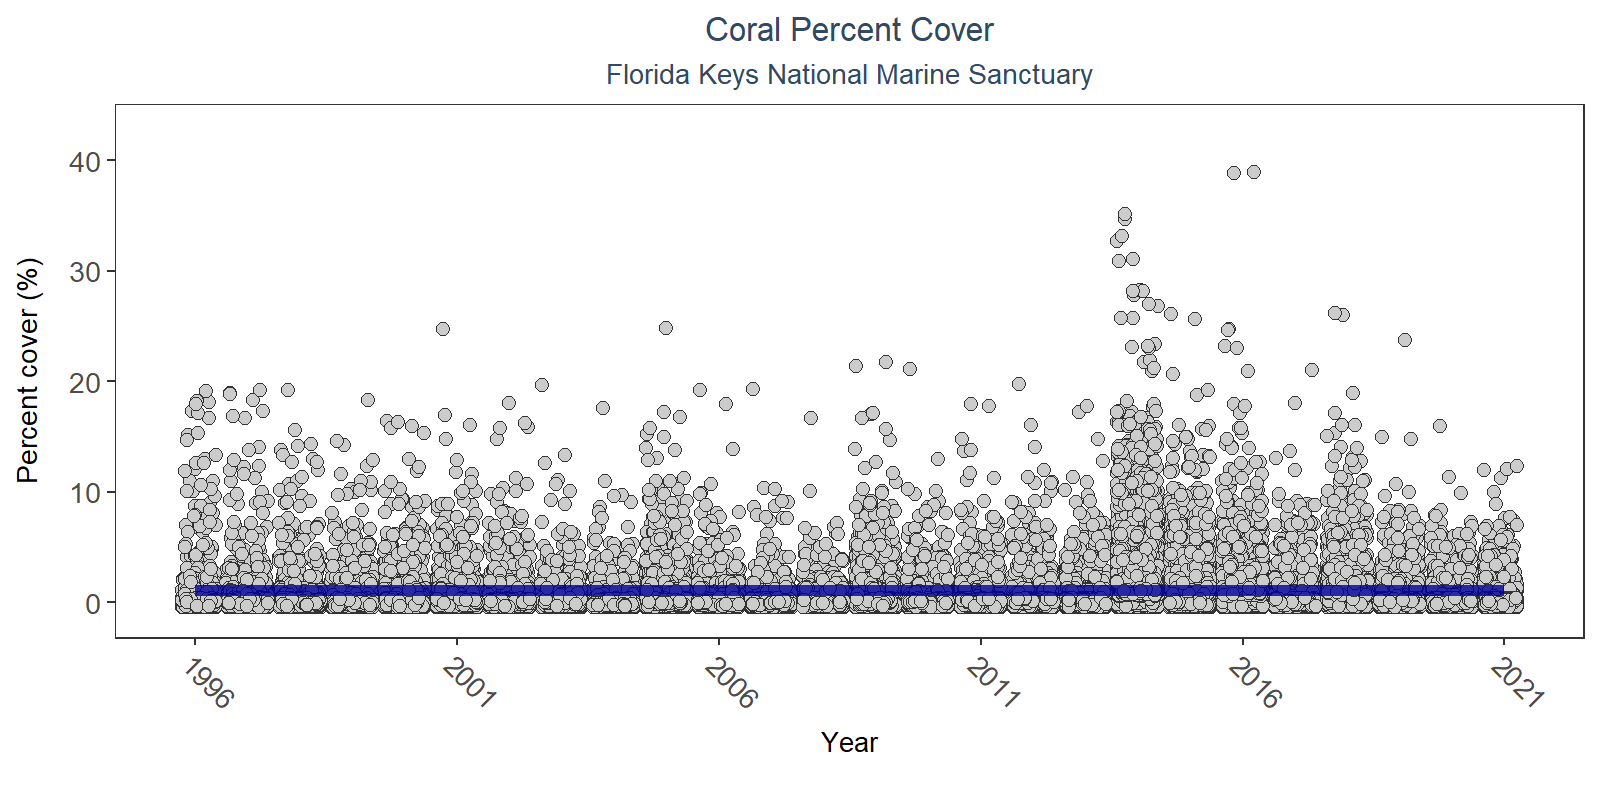 Coral Percent Cover
Florida Keys National Marine Sanctuary
Percent cover (%)
40
30
20
10
0
1996
2001
2006
2011
2016
2021
Year